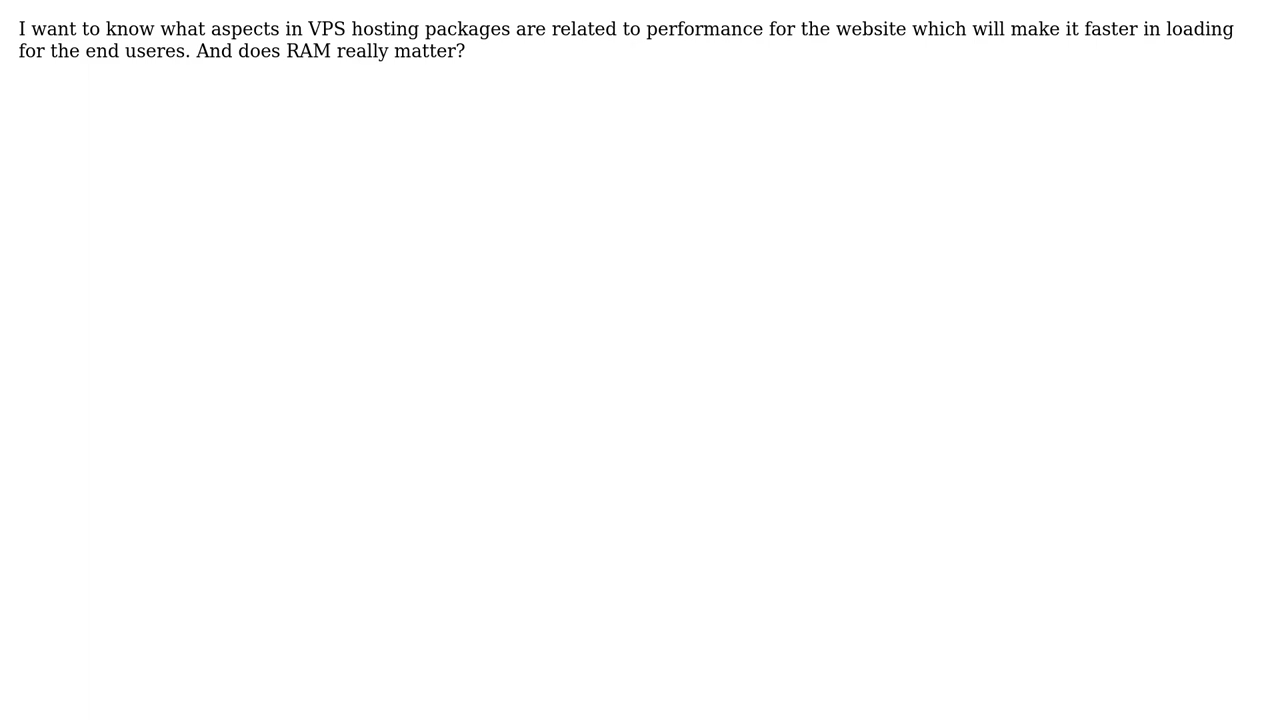 I want to know what aspects in VPS hosting packages are related to performance for the website which will make it faster in loading
for the end useres. And does RAM really matter?